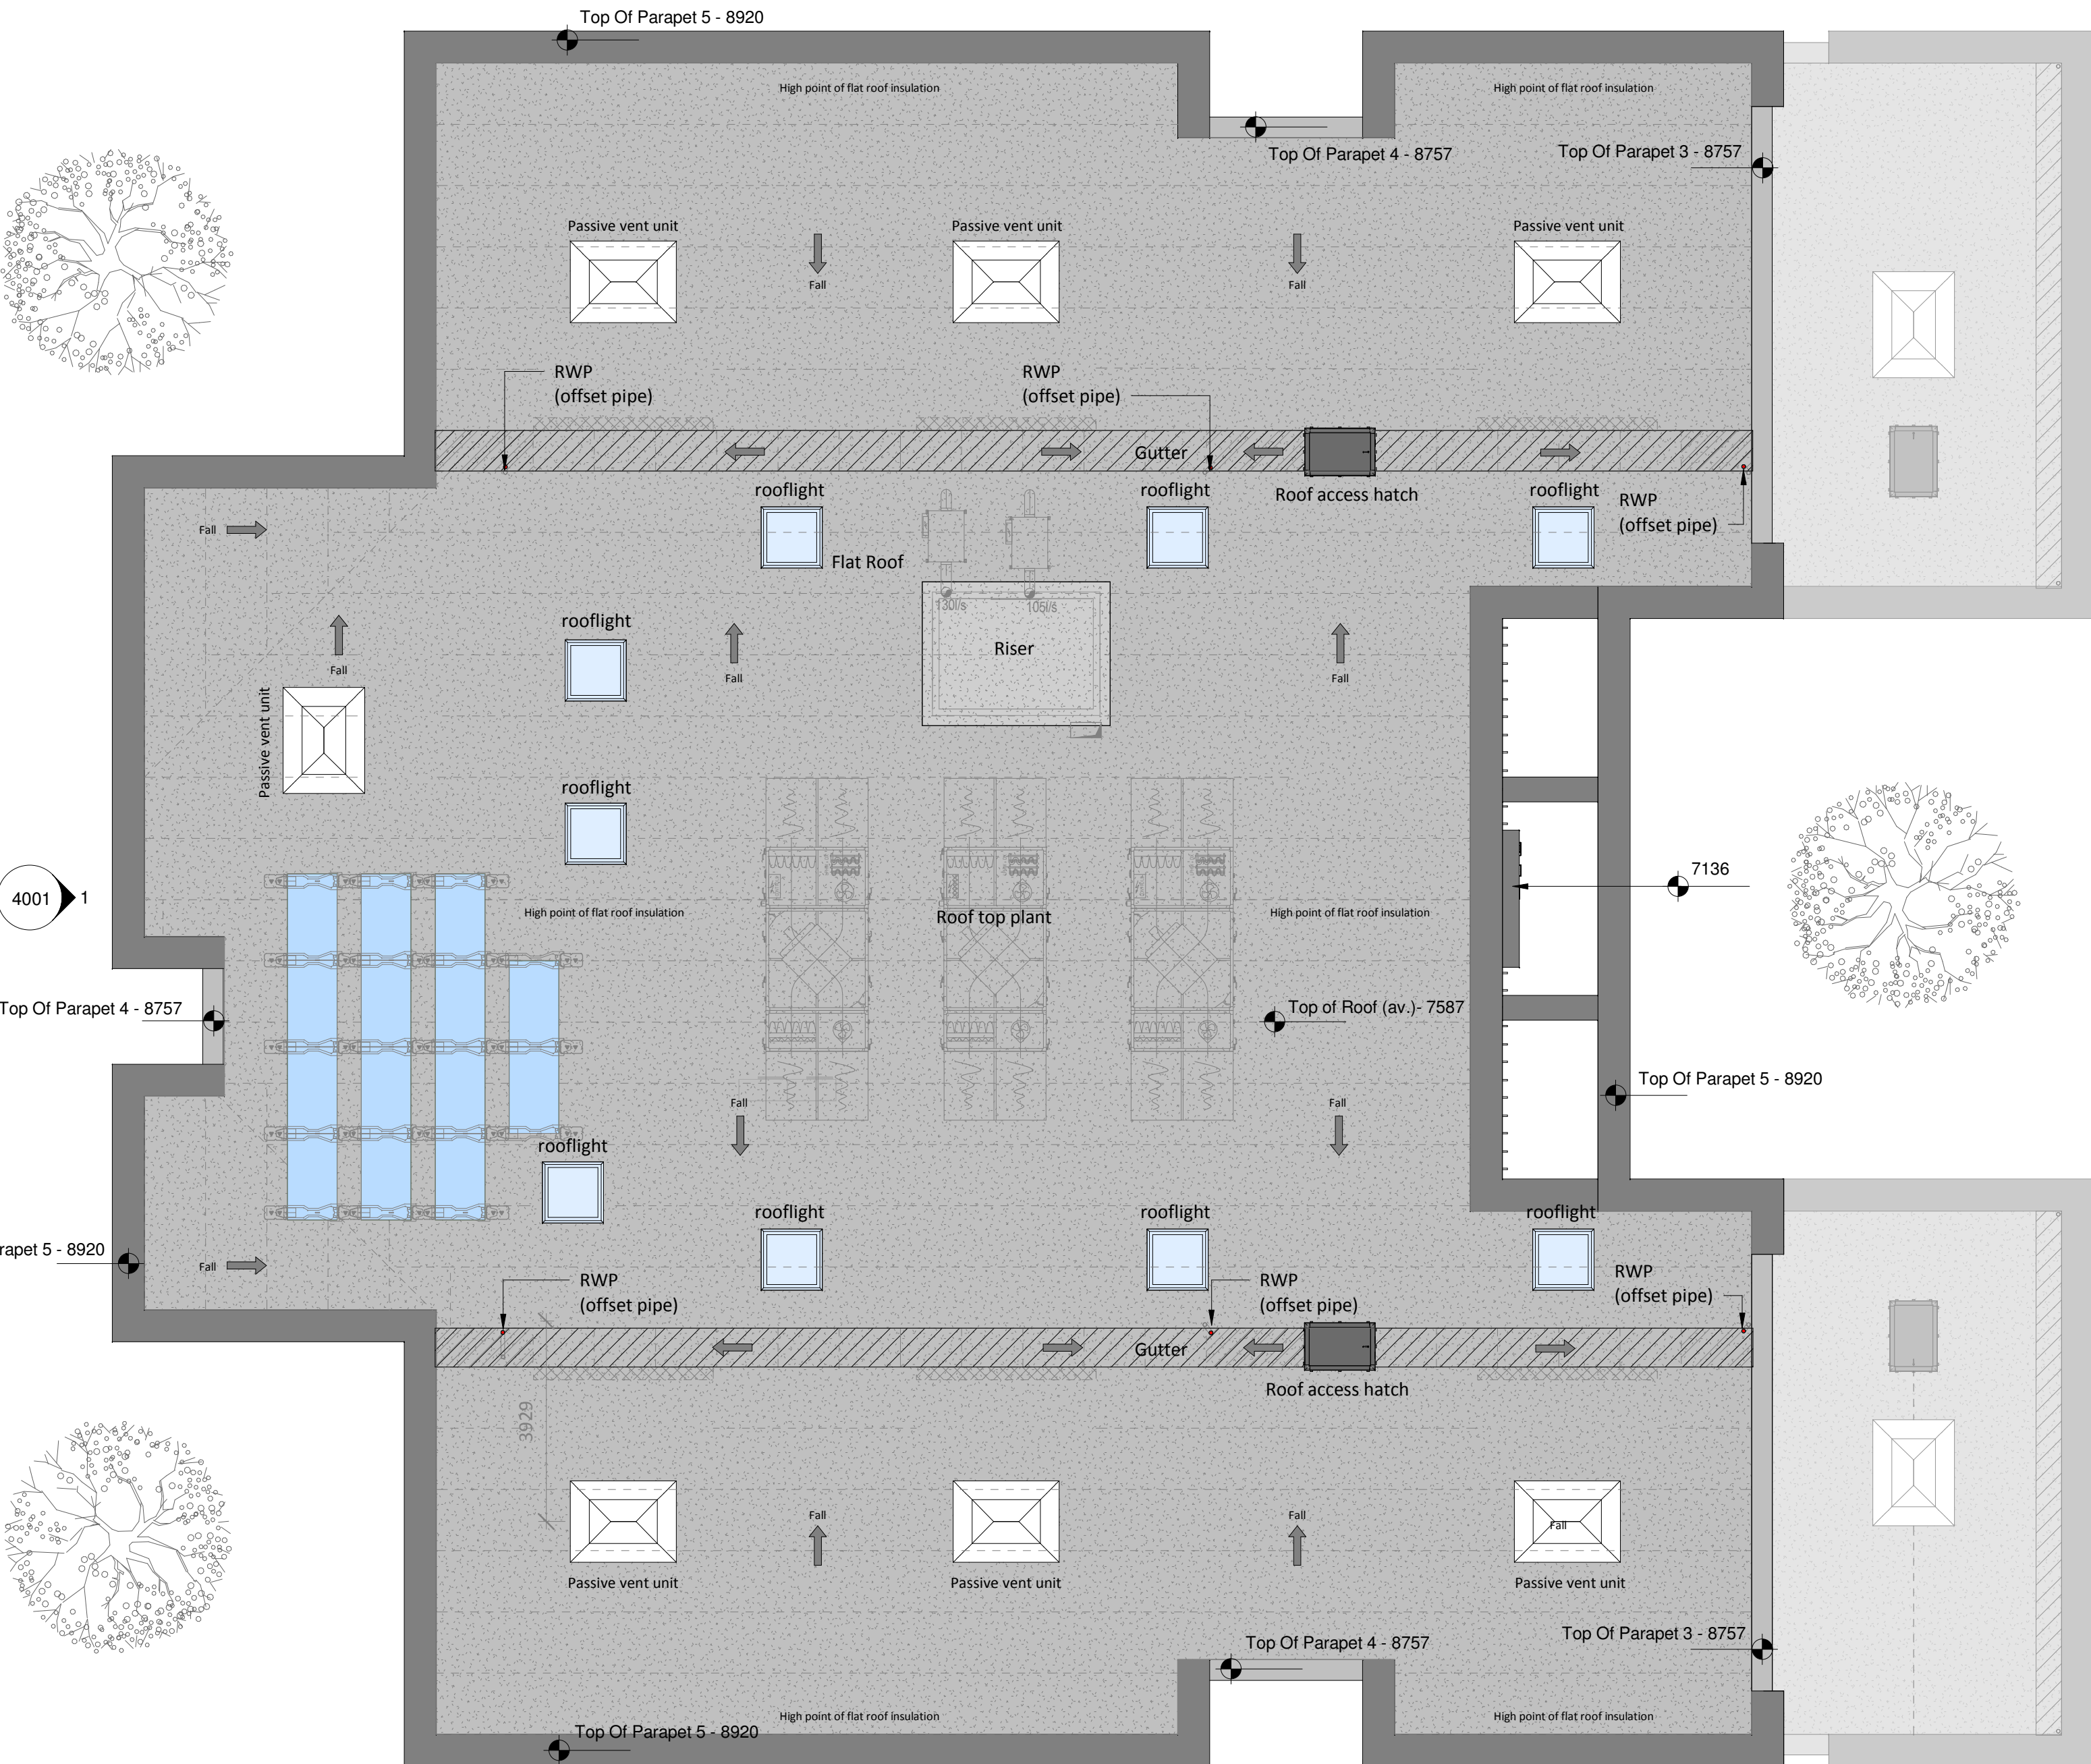 Top Of Parapet 5 - 8920
High point of flat roof insulation
High point of flat roof insulation
Top Of Parapet 4 - 8757
Top Of Parapet 3 - 8757
Passive vent unit
Passive vent unit
Passive vent unit
Fall
Fall
RWP
(offset pipe)
RWP
(offset pipe)
Gutter
rooflight
rooflight
Roof access hatch
rooflight
RWP
(offset pipe)
Fall
Flat Roof
130l/s
105l/s
rooflight
Riser
Fall
Fall
Fall
Passive vent unit
rooflight
7136
4001
1
High point of flat roof insulation
Roof top plant
High point of flat roof insulation
Top Of Parapet 4 - 8757
Top of Roof (av.)- 7587
Top Of Parapet 5 - 8920
Fall
Fall
rooflight
rooflight
rooflight
rooflight
rapet 5 - 8920
Fall
RWP
(offset pipe)
RWP
(offset pipe)
RWP
(offset pipe)
Gutter
Roof access hatch
3929
Fall
Fall
Fall
Passive vent unit
Passive vent unit
Passive vent unit
Top Of Parapet 4 - 8757
Top Of Parapet 3 - 8757
High point of flat roof insulation
High point of flat roof insulation
Top Of Parapet 5 - 8920